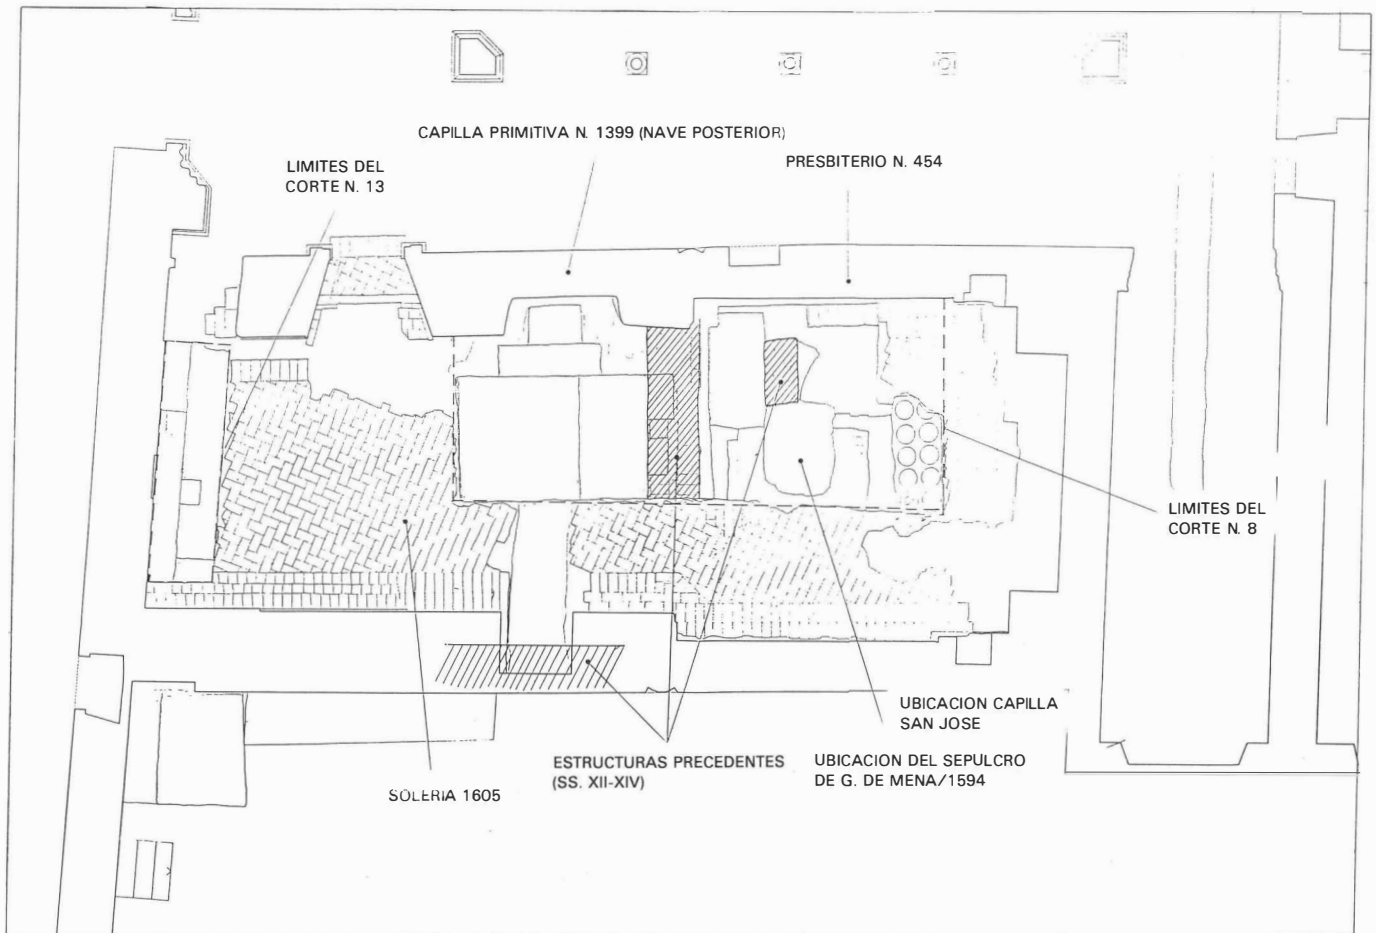 CAPILLA PRIMITIVA N. 1399 (NAVE POSTERIOR)
LIMITES DEL
CORTE N. 13
PRESBITERIO N. 454
LIMITES DEL
CORTE N. 8
UBICACION CAPILLA
SAN JOSE
UBICACION DEL SEPULCRO
DE G. DE MENA/1594
ESTRUCTURAS PRECEDENTES
(SS. XII-XIV)
SOLERIA 1605